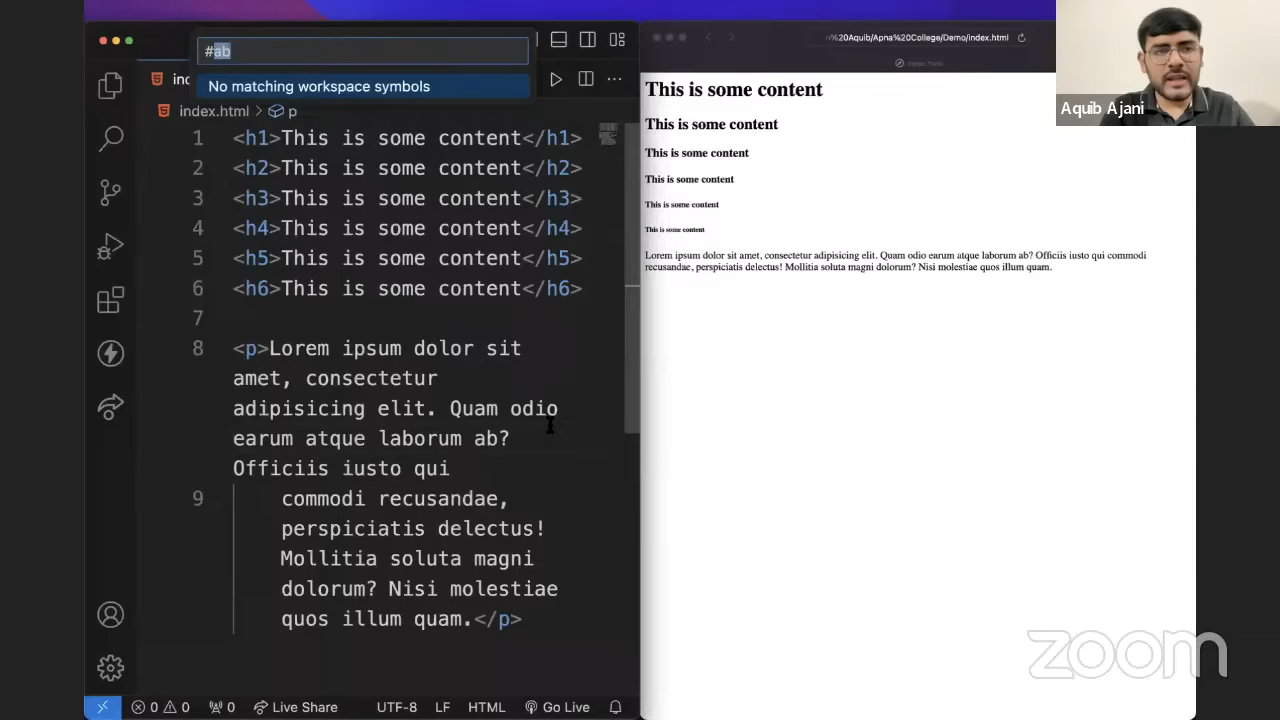 #ab
No matching workspace symbols
index.html > p
1 <h1>This is some content</h1>
2 <h2>This is some content</h2>
3 <h3>This is some content</h3>
4 <h4>This is some content</h4>
5 <h5>This is some content</h5>
6 <h6>This is some content</h6>
7
8 <p>Lorem ipsum dolor sit
amet, consectetur
adipisicing elit. Quam odio
earum atque laborum ab?
Officiis iusto qui
9 commodi recusandae,
perspiciatis delectus!
Mollitia soluta magni
dolorum? Nisi molestiae
quos illum quam.</p>
0 0 0 Live Share UTF-8 LF HTML Go Live
h%20Aquib/Apna%20College/Demo/index.html
This is some content
This is some content
This is some content
This is some content
This is some content
This is some content
Lorem ipsum dolor sit amet, consectetur adipisicing elit. Quam odio earum atque laborum ab? Officiis iusto qui commodi
recusandae, perspiciatis delectus! Mollitia soluta magni dolorum? Nisi molestiae quos illum quam.
Aquib Ajani
zoom